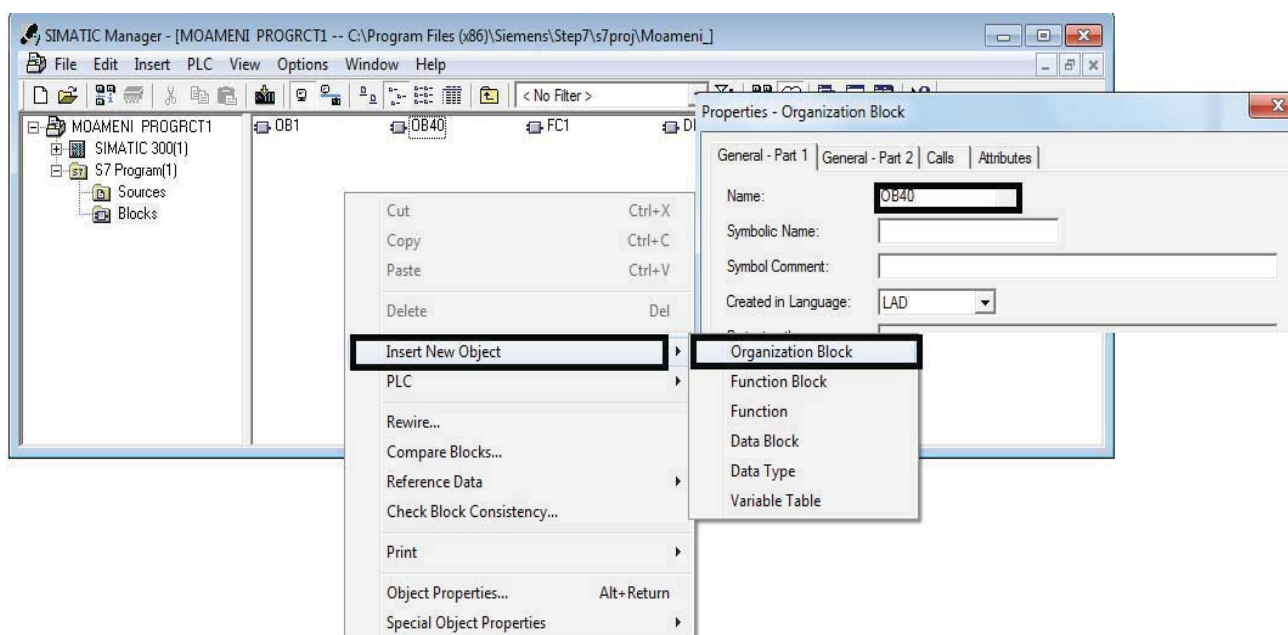 SIMATIC Manager - [MOAMENI PROGRCT1 -- C:\Program Files (x86)\Siemens\Step7\s7proj\Moameni_]
File Edit Insert PLC View Options Window Help
< No Filter >
MOAMENI PROGRCT1
SIMATIC 300(1)
S7 Program(1)
Sources
Blocks
OB1 OB40 FC1
Properties - Organization Block
General - Part 1 General - Part 2 Calls Attributes
Name: OB40
Symbolic Name:
Symbol Comment:
Created in Language: LAD
Cut Ctrl+X
Copy Ctrl+C
Paste Ctrl+V
Delete Del
Insert New Object
PLC
Rewire...
Compare Blocks...
Reference Data
Check Block Consistency...
Print
Object Properties... Alt+Return
Special Object Properties
Organization Block
Function Block
Function
Data Block
Data Type
Variable Table